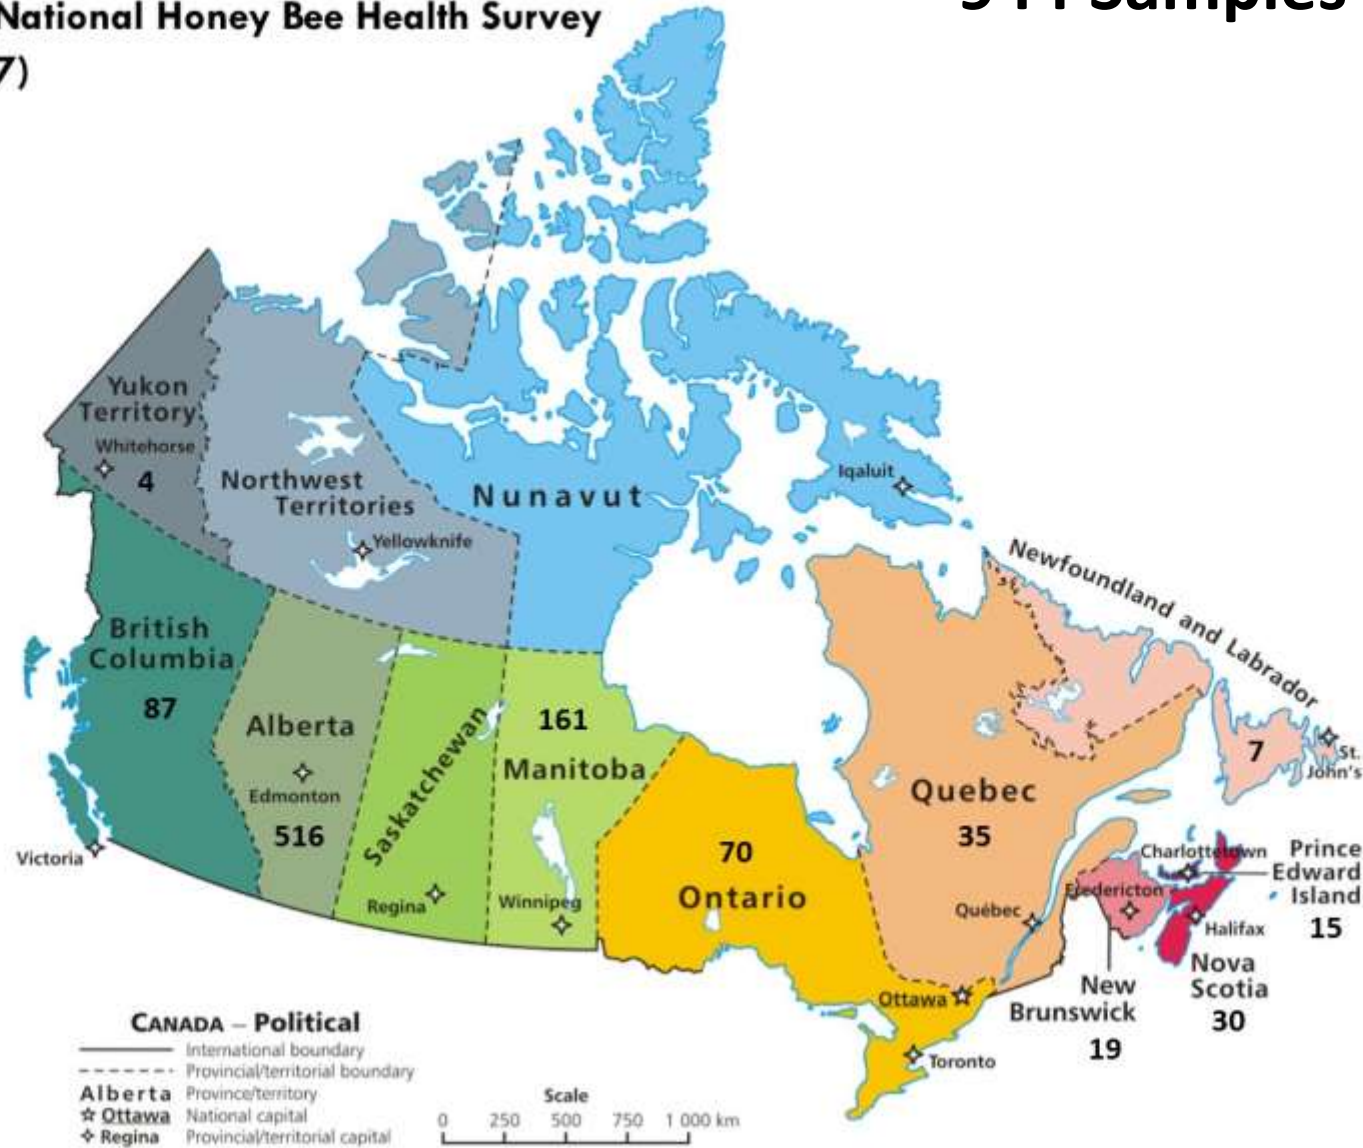 National Honey Bee Health Survey
7)
Samples
Yukon
Territory
Whitehorse
4
Northwest
Territories
Yellowknife
Nunavut
Iqaluit
Newfoundland and Labrador
British
Columbia
87
Alberta
Edmonton
516
Saskatchewan
Regina
161
Manitoba
Winnipeg
70
Ontario
Ottawa
Toronto
Quebec
35
Québec
7
St.
John's
Victoria
Charlottetown
Prince
Edward
Island
15
Fredericton
Halifax
Nova
Scotia
30
New
Brunswick
19
CANADA – Political
International boundary
Provincial/territorial boundary
Alberta Province/territory
Ottawa National capital
Regina Provincial/territorial capital
Scale
0 250 500 750 1 000 km